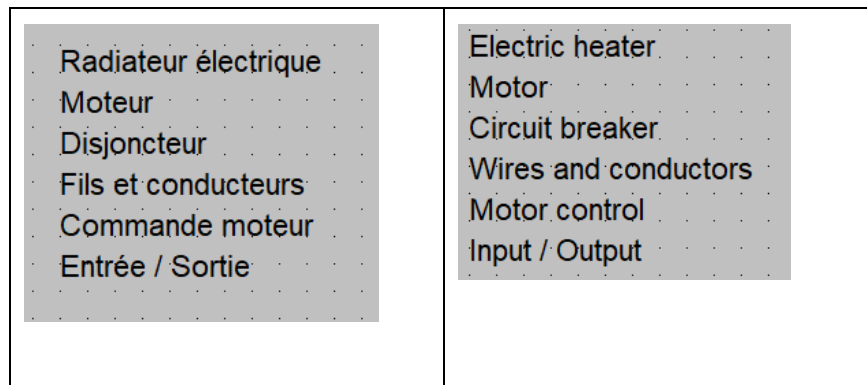 Radiateur électrique
Moteur
Disjoncteur
Fils et conducteurs
Commande moteur
Entrée / Sortie
Electric heater
Motor
Circuit breaker
Wires and conductors
Motor control
Input / Output